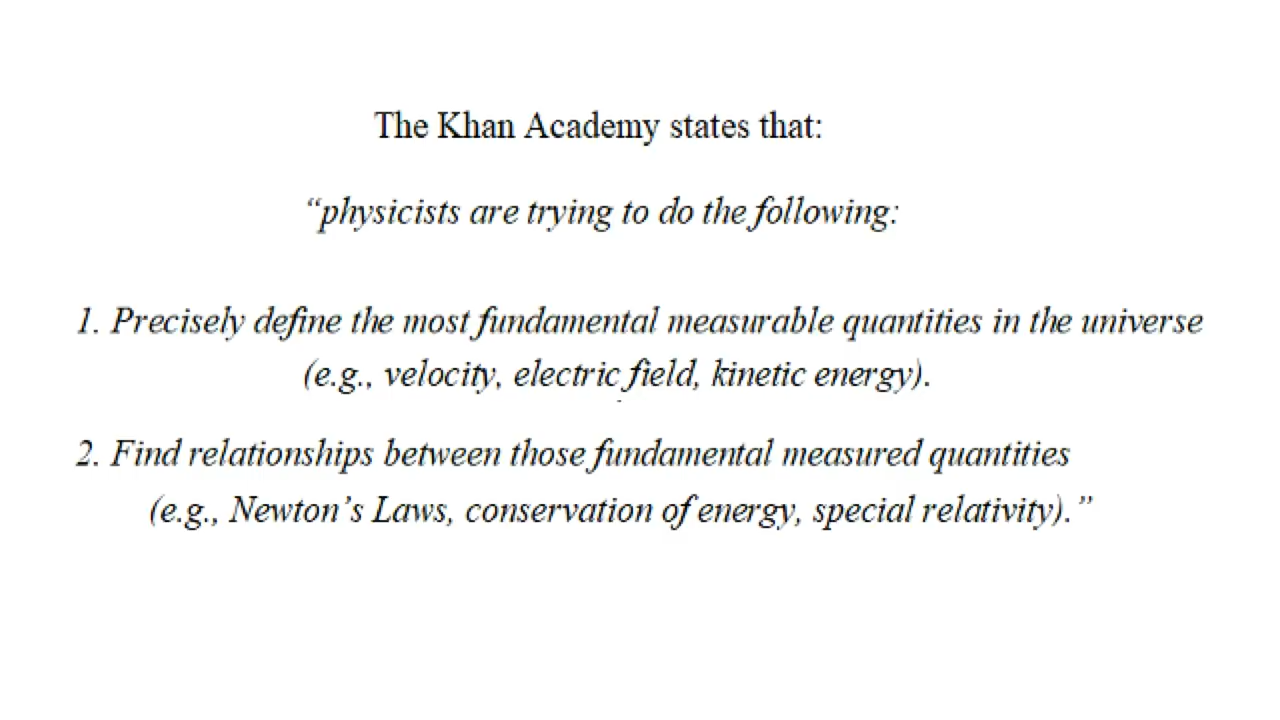 The Khan Academy states that:
“physicists are trying to do the following:
1. Precisely define the most fundamental measurable quantities in the universe
(e.g., velocity, electric field, kinetic energy).
2. Find relationships between those fundamental measured quantities
(e.g., Newton’s Laws, conservation of energy, special relativity).”